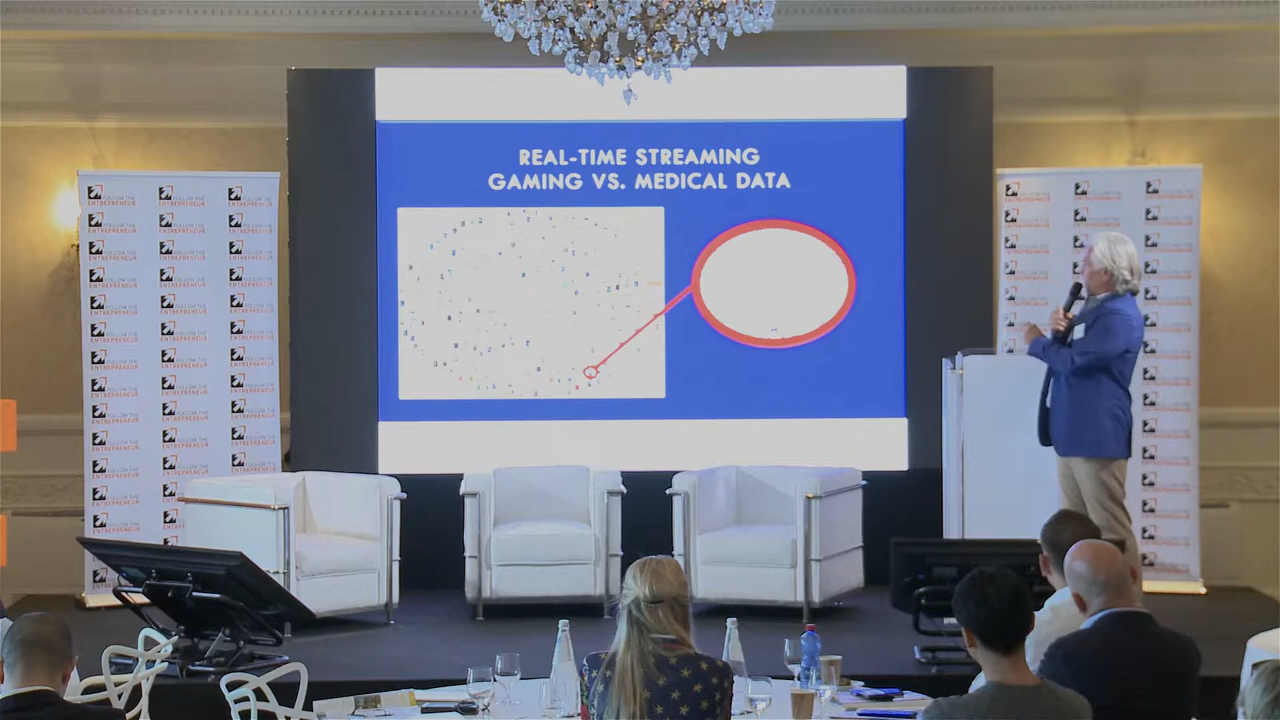 REAL-TIME STREAMING
GAMING VS. MEDICAL DATA
FOLLOW THE
ENTREPRENEUR